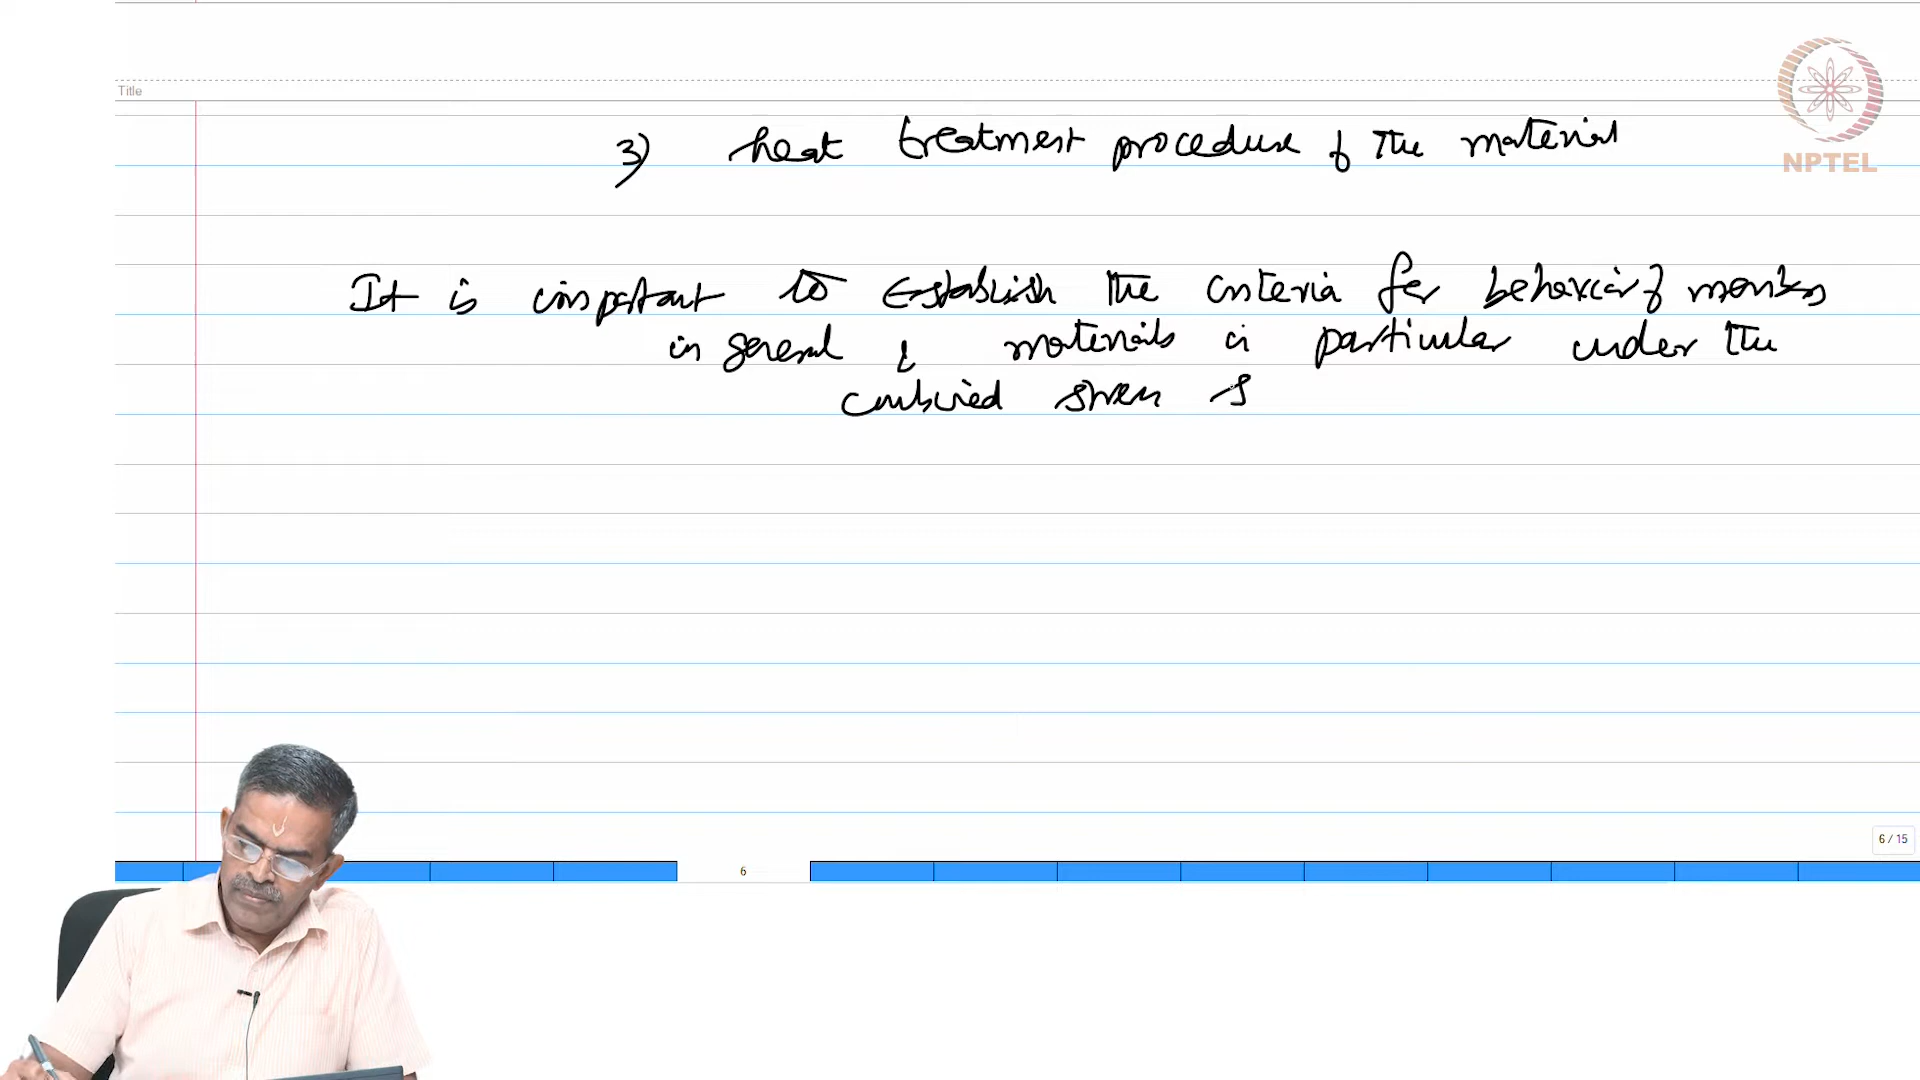 Title
NPTEL
3) heat treatment procedure of the material
It is important to establish the criteria for behavior of members
in general & materials in particular under the
combined stress s
6 / 15
6